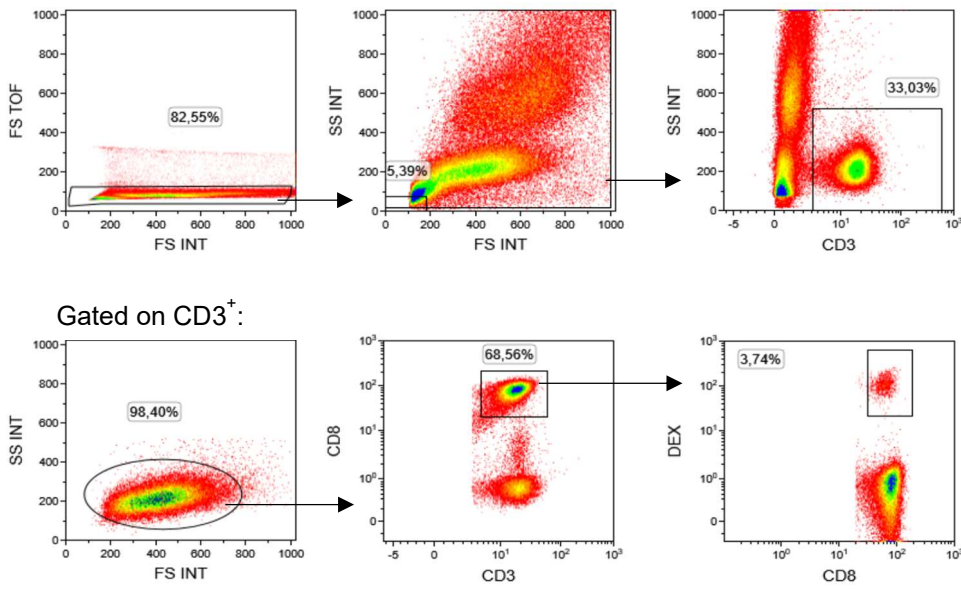 1000
800
600
400
200
0
FS TOF
82,55%
0 200 400 600 800 1000
FS INT
1000
800
600
400
200
0
SS INT
5,39%
0 200 400 600 800 1000
FS INT
1000
800
600
400
200
0
SS INT
33,03%
-5 0 10¹ 10² 10³
CD3
Gated on CD3⁺:
1000
800
600
400
200
0
SS INT
98,40%
0 200 400 600 800 1000
FS INT
10³
10²
10¹
10⁰
0
CD8
68,56%
-5 0 10¹ 10² 10³
CD3
10³
10²
10¹
10⁰
0
DEX
3,74%
10⁰ 10¹ 10² 10³
CD8